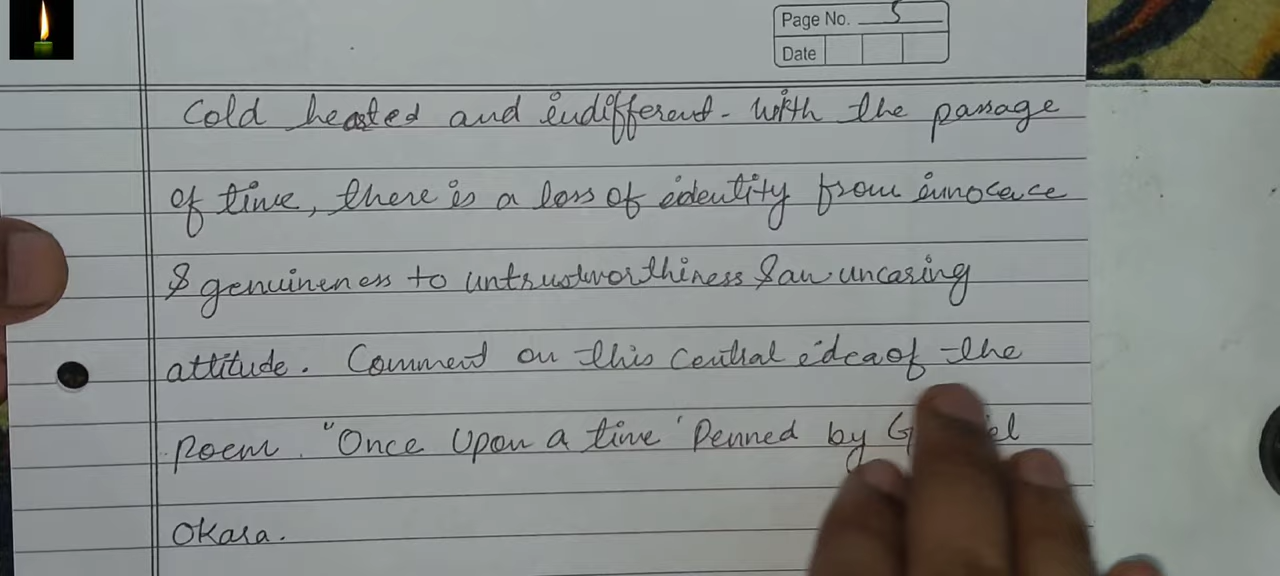 Page No. 5
Date
Cold heated and indifferent. With the passage
of time, there is a loss of identity from innocence
& genuineness to untrustworthiness & an uncaring
attitude. Comment on this central idea of the
Poem. "Once Upon a time" Penned by
Okara.